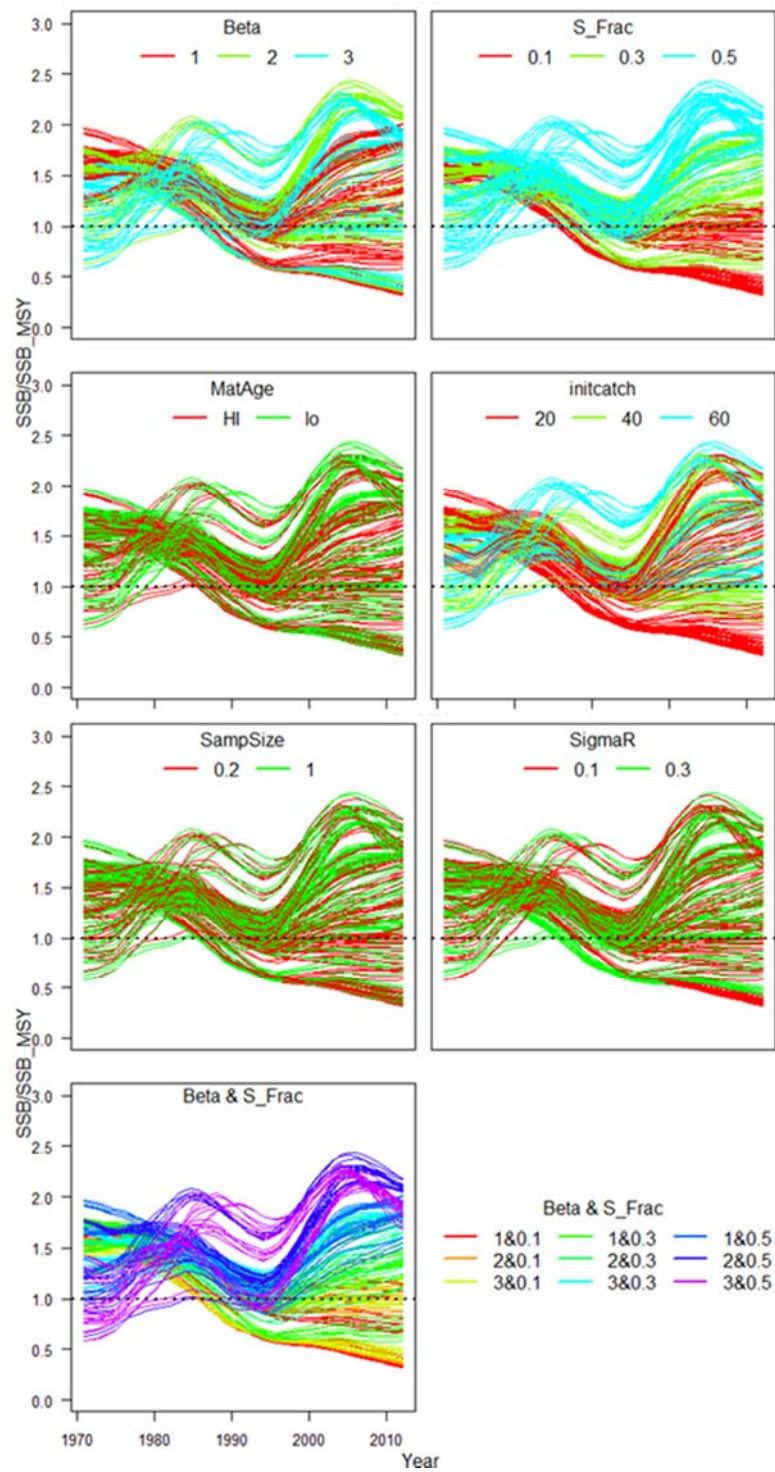 Beta
1 2 3
S_Frac
0.1 0.3 0.5
3.0
2.5
2.0
1.5
1.0
0.5
0.0
SSB/SSB_MSY
MatAge
HI lo
initcatch
20 40 60
3.0
2.5
2.0
1.5
1.0
0.5
0.0
SampSize
0.2 1
SigmaR
0.1 0.3
3.0
2.5
2.0
1.5
1.0
0.5
0.0
SSB/SSB_MSY
Beta & S_Frac
3.0
2.5
2.0
1.5
1.0
0.5
0.0
1970 1980 1990 2000 2010
Year
Beta & S_Frac
1&0.1 1&0.3 1&0.5
2&0.1 2&0.3 2&0.5
3&0.1 3&0.3 3&0.5